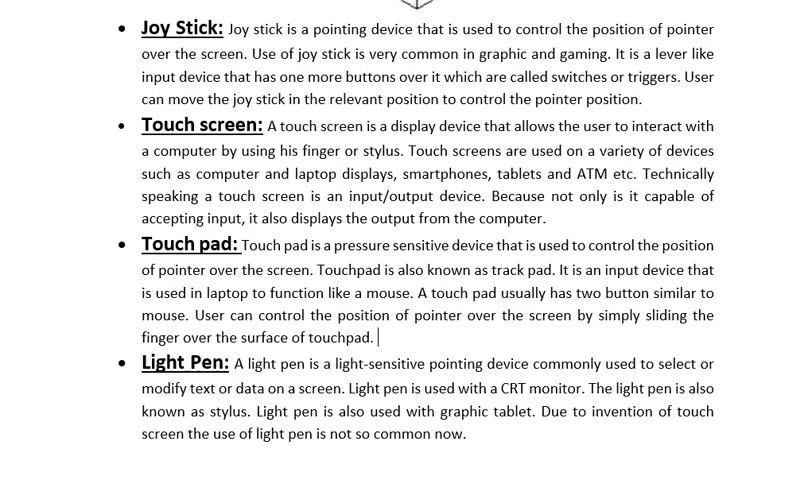 • Joy Stick: Joy stick is a pointing device that is used to control the position of pointer
over the screen. Use of joy stick is very common in graphic and gaming. It is a lever like
input device that has one more buttons over it which are called switches or triggers. User
can move the joy stick in the relevant position to control the pointer position.
• Touch screen: A touch screen is a display device that allows the user to interact with
a computer by using his finger or stylus. Touch screens are used on a variety of devices
such as computer and laptop displays, smartphones, tablets and ATM etc. Technically
speaking a touch screen is an input/output device. Because not only is it capable of
accepting input, it also displays the output from the computer.
• Touch pad: Touch pad is a pressure sensitive device that is used to control the position
of pointer over the screen. Touchpad is also known as track pad. It is an input device that
is used in laptop to function like a mouse. A touch pad usually has two button similar to
mouse. User can control the position of pointer over the screen by simply sliding the
finger over the surface of touchpad.
• Light Pen: A light pen is a light-sensitive pointing device commonly used to select or
modify text or data on a screen. Light pen is used with a CRT monitor. The light pen is also
known as stylus. Light pen is also used with graphic tablet. Due to invention of touch
screen the use of light pen is not so common now.